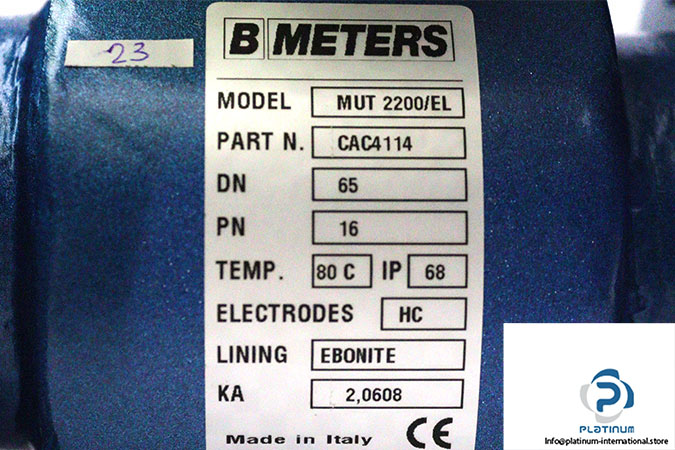 23
B METERS
MODEL MUT 2200/EL
PART N. CAC4114
DN 65
PN 16
TEMP. 80 C IP 68
ELECTRODES HC
LINING EBONITE
KA 2,0608
Made in Italy CE
PLATINUM
Info@platinum-international.store